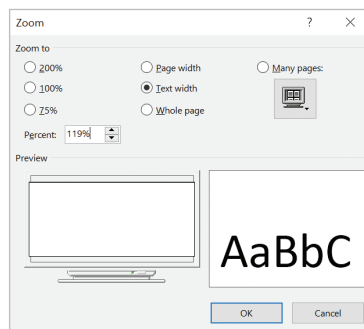 Zoom ?
Zoom to
200% Page width Many pages:
100% Text width
75% Whole page
Percent: 119%
Preview
AaBbC
OK Cancel